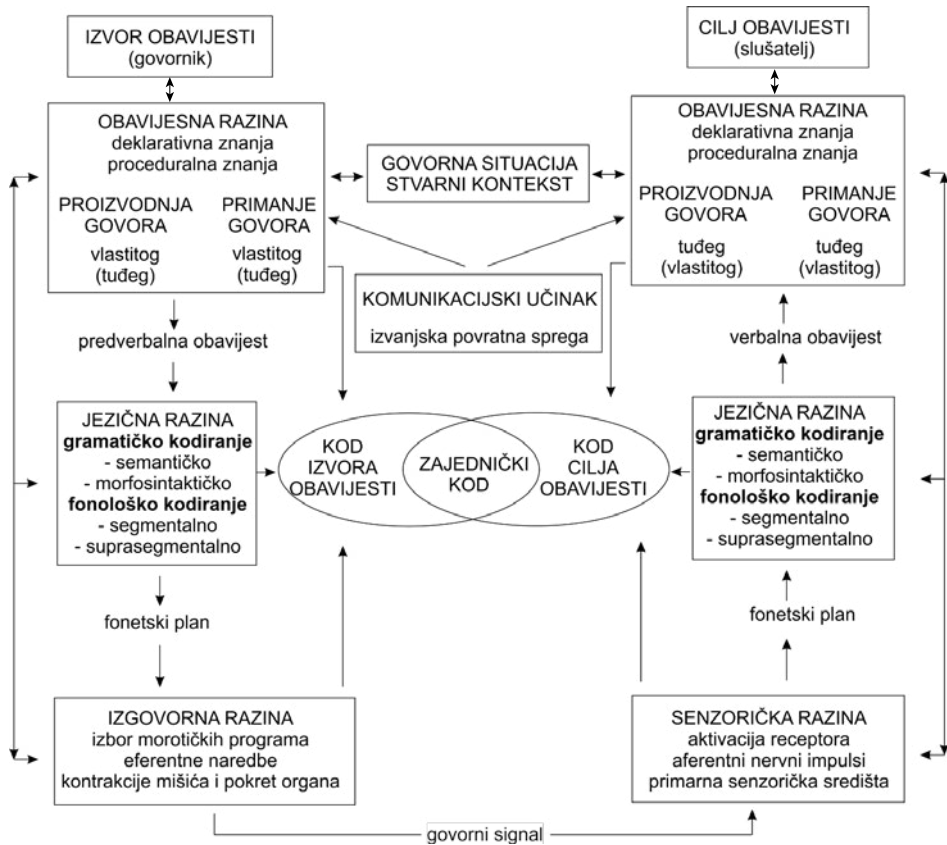 IZVOR OBAVIJESTI
(govornik)
CILJ OBAVIJESTI
(slušatelj)
OBAVIJESNA RAZINA
deklarativna znanja
proceduralna znanja
PROIZVODNJA
GOVORA
vlastitog
(tuđeg)
PRIMANJE
GOVORA
vlastitog
(tuđeg)
GOVORNA SITUACIJA
STVARNI KONTEKST
OBAVIJESNA RAZINA
deklarativna znanja
proceduralna znanja
PROIZVODNJA
GOVORA
tuđeg
(vlastitog)
PRIMANJE
GOVORA
tuđeg
(vlastitog)
KOMUNIKACIJSKI UČINAK
izvanjska povratna sprega
predverbalna obavijest
verbalna obavijest
JEZIČNA RAZINA
gramatičko kodiranje
- semantičko
- morfosintaktičko
fonološko kodiranje
- segmentalno
- suprasegmentalno
KOD
IZVORA
OBAVIJESTI
ZAJEDNIČKI
KOD
KOD
CILJA
OBAVIJESTI
JEZIČNA RAZINA
gramatičko kodiranje
- semantičko
- morfosintaktičko
fonološko kodiranje
- segmentalno
- suprasegmentalno
fonetski plan
fonetski plan
IZGOVORNA RAZINA
izbor morotičkih programa
eferentne naredbe
kontrakcije mišića i pokret organa
SENZORIČKA RAZINA
aktivacija receptora
aferentni nervni impulsi
primarna senzorička središta
govorni signal